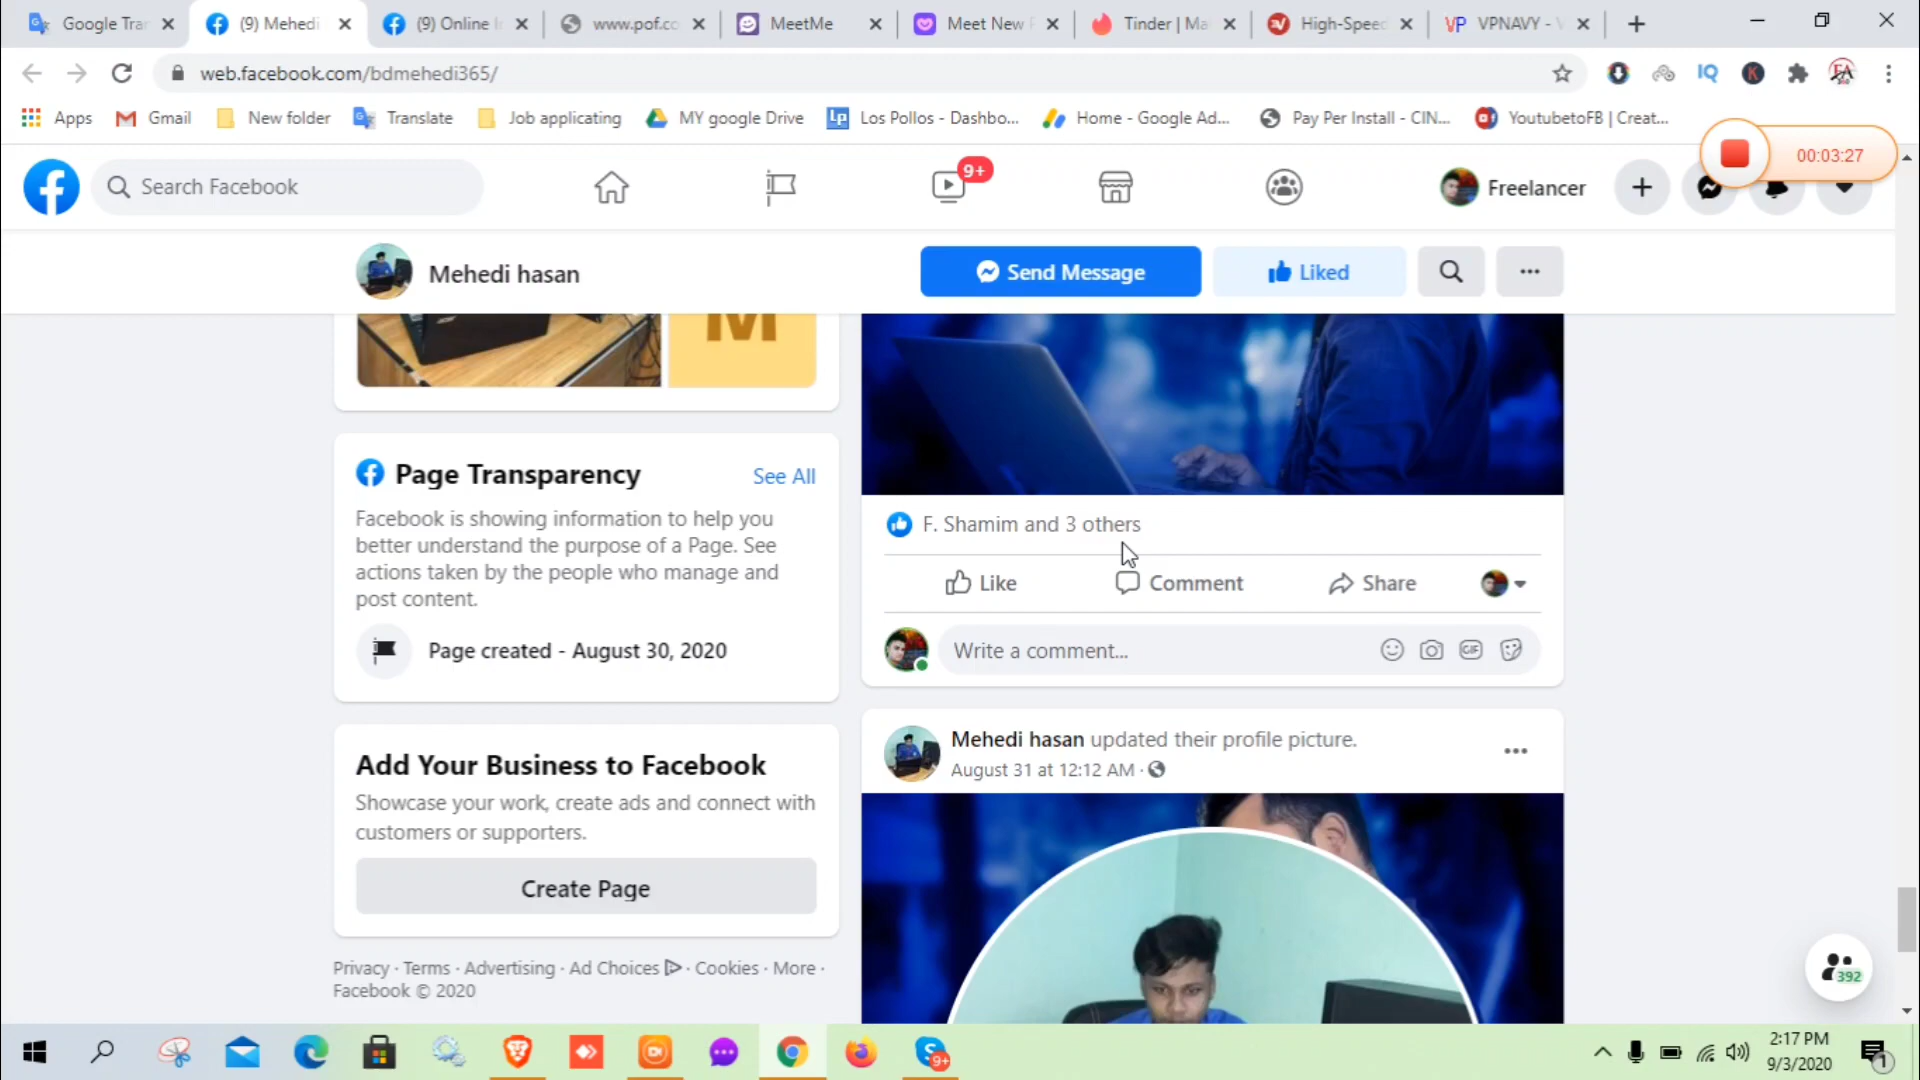 Google Tra
(9) Mehedi
(9) Online I
www.pof.co
MeetMe
Meet New
Tinder | Ma
High-Speed
VP VPNAVY - V
web.facebook.com/bdmehedi365/
IQ
K
Apps
Gmail
New folder
Translate
Job applicating
MY google Drive
Lp Los Pollos - Dashbo...
Home - Google Ad...
Pay Per Install - CIN...
YoutubetoFB | Creat...
00:03:27
Search Facebook
9+
Freelancer
Mehedi hasan
Send Message
Liked
M
Page Transparency
See All
Facebook is showing information to help you
better understand the purpose of a Page. See
actions taken by the people who manage and
post content.
Page created - August 30, 2020
Add Your Business to Facebook
Showcase your work, create ads and connect with
customers or supporters.
Create Page
Privacy · Terms · Advertising · Ad Choices · Cookies · More ·
Facebook © 2020
F. Shamim and 3 others
Like
Comment
Share
Write a comment...
GIF
Mehedi hasan updated their profile picture.
August 31 at 12:12 AM ·
392
9+
2:17 PM
9/3/2020
1